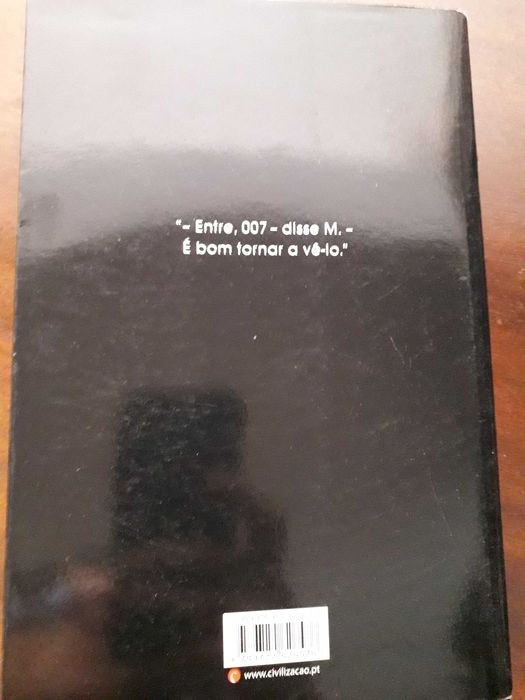 "- Entre, 007 - disse M. -
É bom tornar a vê-lo."
www.civilizacao.pt